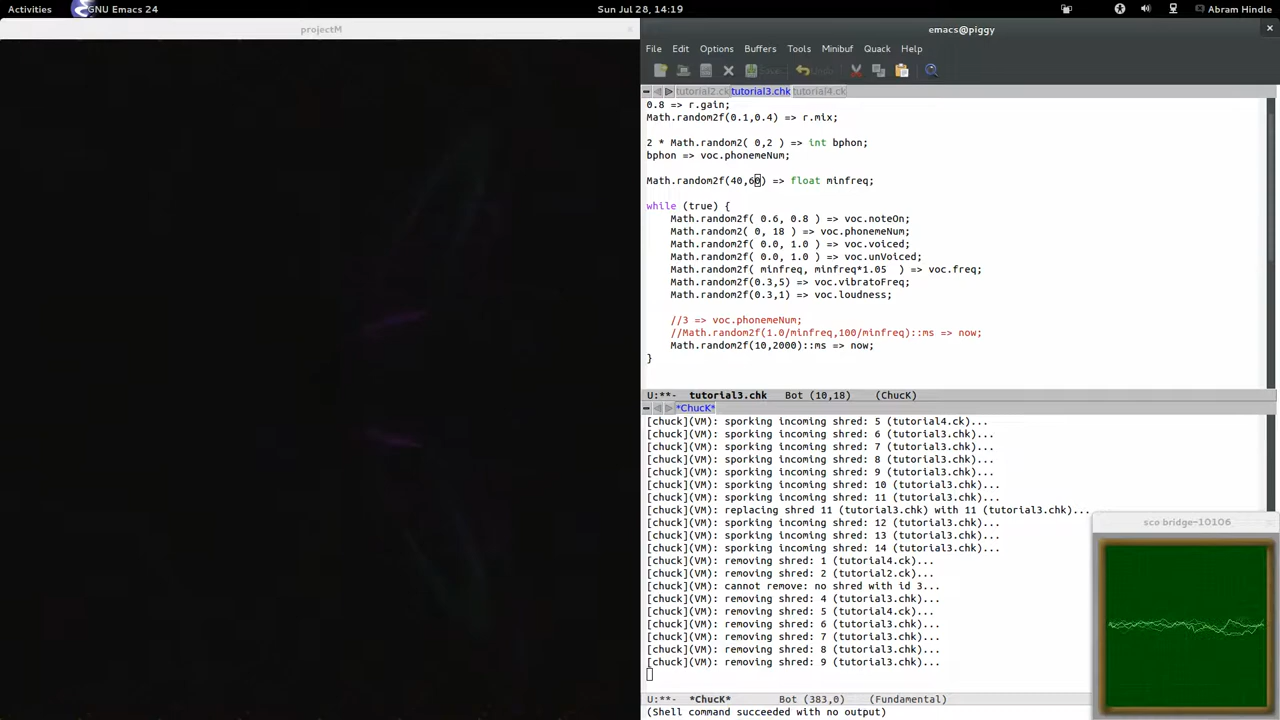 Activities GNU Emacs 24 Sun Jul 28, 14:19 Abram Hindle
projectM
emacs@piggy
File Edit Options Buffers Tools Minibuf Quack Help
Save Undo
tutorial2.ck tutorial3.chk tutorial4.ck
0.8 => r.gain;
Math.random2f(0.1,0.4) => r.mix;
2 * Math.random2( 0,2 ) => int bphon;
bphon => voc.phonemeNum;
Math.random2f(40,60) => float minfreq;
while (true) {
Math.random2f( 0.6, 0.8 ) => voc.noteOn;
Math.random2( 0, 18 ) => voc.phonemeNum;
Math.random2f( 0.0, 1.0 ) => voc.voiced;
Math.random2f( 0.0, 1.0 ) => voc.unVoiced;
Math.random2f( minfreq, minfreq*1.05  ) => voc.freq;
Math.random2f(0.3,5) => voc.vibratoFreq;
Math.random2f(0.3,1) => voc.loudness;
//3 => voc.phonemeNum;
//Math.random2f(1.0/minfreq,100/minfreq)::ms => now;
Math.random2f(10,2000)::ms => now;
}
U:**-  tutorial3.chk   Bot (10,18)    (ChucK)
*ChucK*
[chuck](VM): sporking incoming shred: 5 (tutorial4.ck)...
[chuck](VM): sporking incoming shred: 6 (tutorial3.chk)...
[chuck](VM): sporking incoming shred: 7 (tutorial3.chk)...
[chuck](VM): sporking incoming shred: 8 (tutorial3.chk)...
[chuck](VM): sporking incoming shred: 9 (tutorial3.chk)...
[chuck](VM): sporking incoming shred: 10 (tutorial3.chk)...
[chuck](VM): sporking incoming shred: 11 (tutorial3.chk)...
[chuck](VM): replacing shred 11 (tutorial3.chk) with 11 (tutorial3.chk)...
[chuck](VM): sporking incoming shred: 12 (tutorial3.chk)...
[chuck](VM): sporking incoming shred: 13 (tutorial3.chk)...
[chuck](VM): sporking incoming shred: 14 (tutorial3.chk)...
[chuck](VM): removing shred: 1 (tutorial4.ck)...
[chuck](VM): removing shred: 2 (tutorial2.ck)...
[chuck](VM): cannot remove: no shred with id 3...
[chuck](VM): removing shred: 4 (tutorial3.chk)...
[chuck](VM): removing shred: 5 (tutorial4.ck)...
[chuck](VM): removing shred: 6 (tutorial3.chk)...
[chuck](VM): removing shred: 7 (tutorial3.chk)...
[chuck](VM): removing shred: 8 (tutorial3.chk)...
[chuck](VM): removing shred: 9 (tutorial3.chk)...
sco bridge-10106
U:**-  *ChucK*        Bot (383,0)    (Fundamental)
(Shell command succeeded with no output)